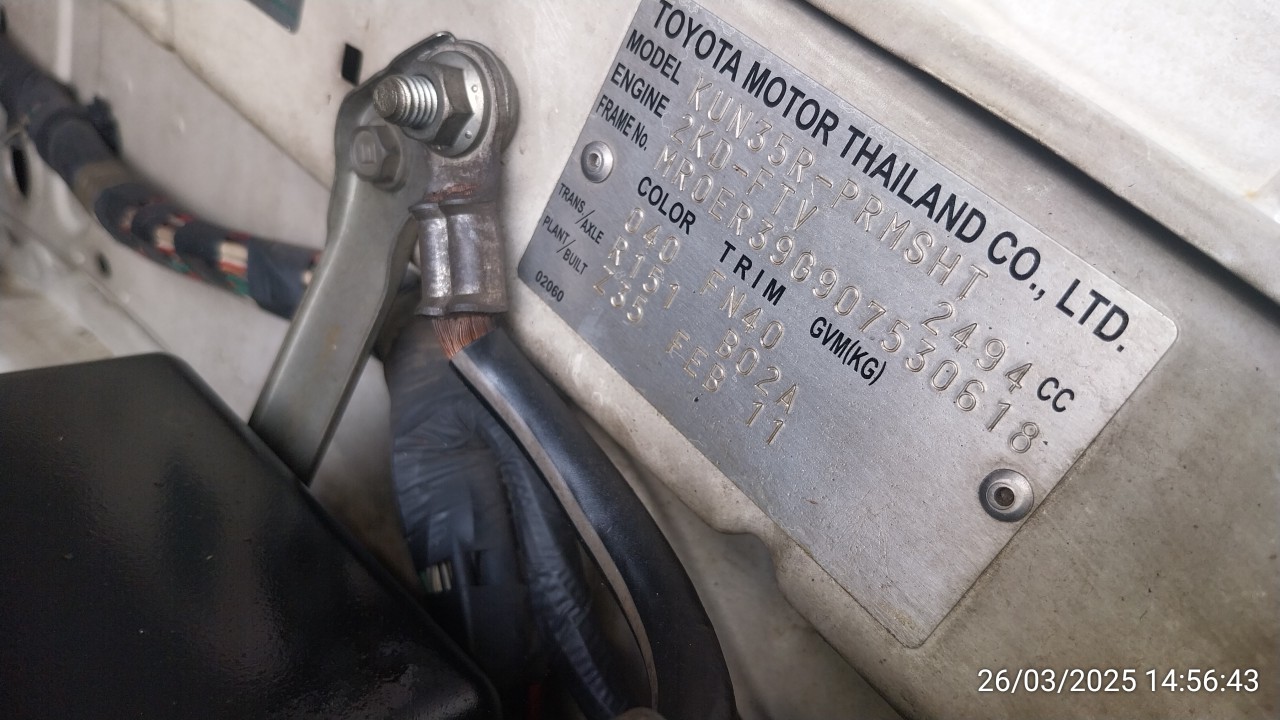 TOYOTA MOTOR THAILAND CO., LTD.
MODEL KUN35R-PRMSHT
ENGINE 2KD-FTV 2494 CC
FRAME No. MR0ER39G907530618
COLOR TRIM GVM(KG)
040 FN40
TRANS/AXLE R151 B02A
PLANT/BUILT Z35 FEB 11
02060
26/03/2025 14:56:43